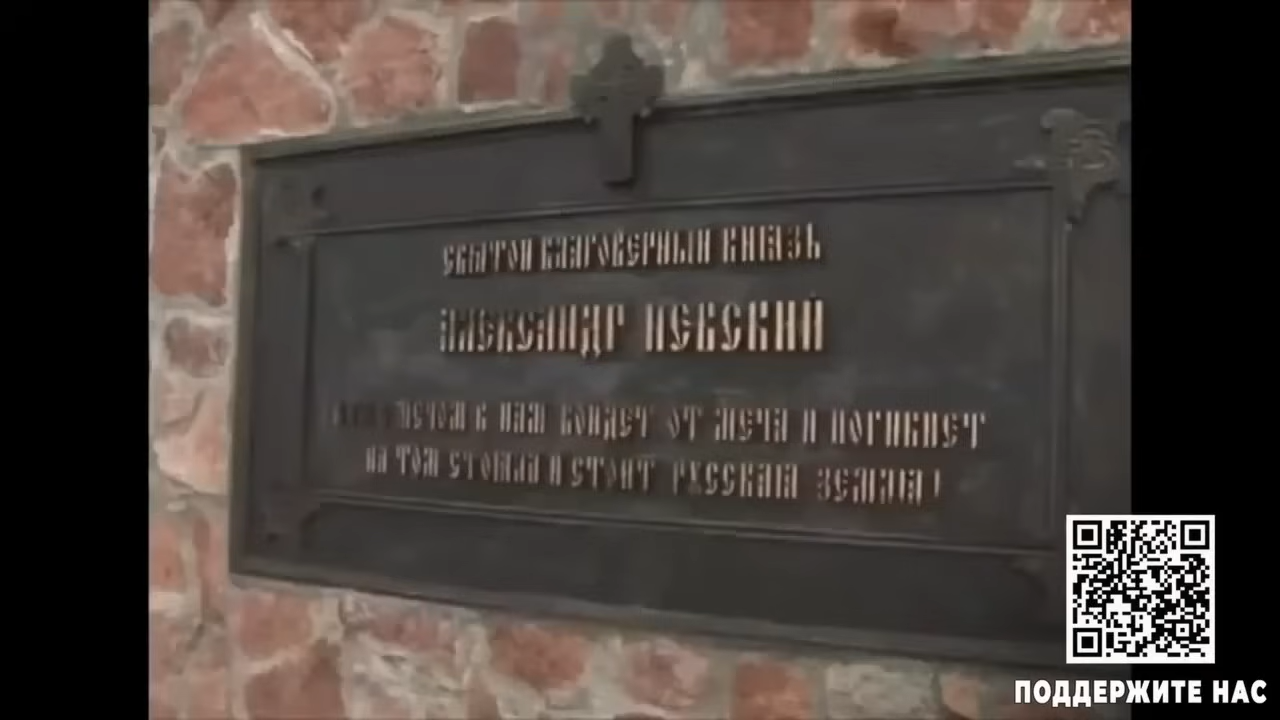 СВЯТОЙ БЛАГОВЕРНЫЙ КНЯЗЬ
АЛЕКСАНДР НЕВСКИЙ
МЕЧОМ К НАМ ВОЙДЕТ ОТ МЕЧА И ПОГИБНЕТ
НА ТОМ СТОЯЛА И СТОИТ РУССКАЯ ЗЕМЛЯ!
ПОДДЕРЖИТЕ НАС